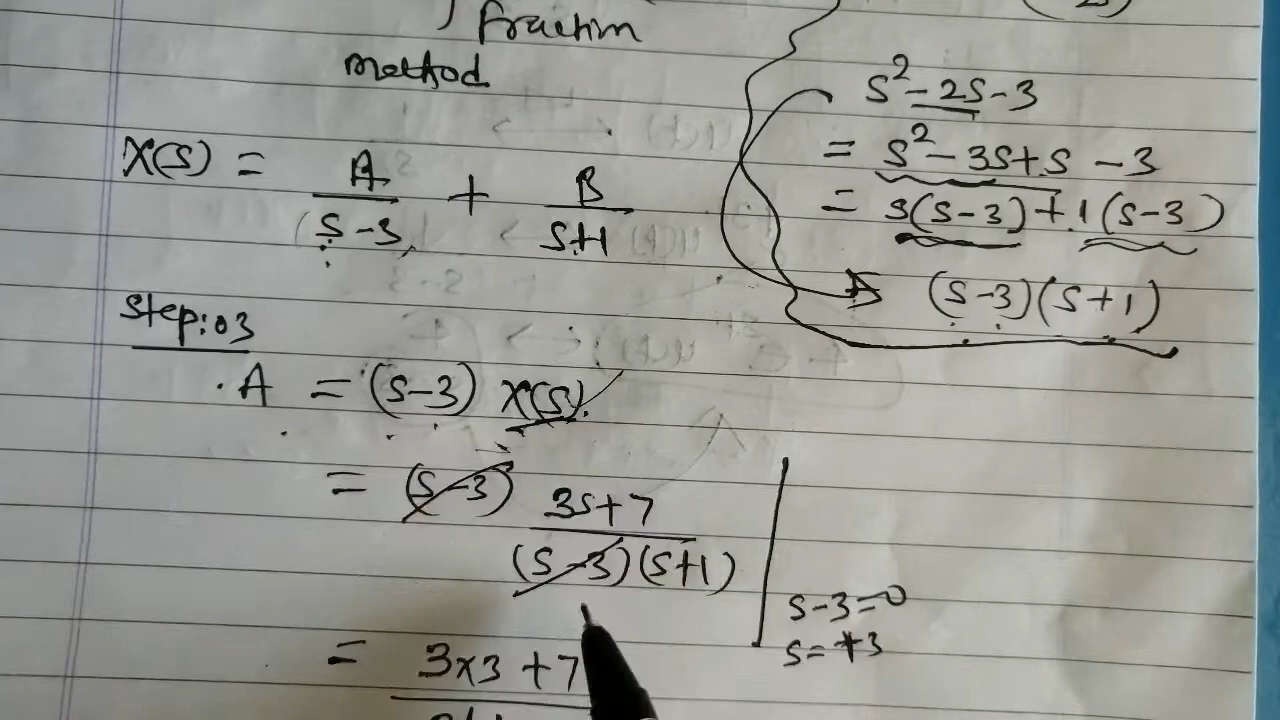 fraction
method
X(s) = A/(s-3) + B/(s+1)
s² - 2s - 3
= s² - 3s + s - 3
= s(s-3) + 1(s-3)
(s-3)(s+1)
Step:03
A = (s-3) X(s).
= (s-3) (3s+7)/((s-3)(s+1))
s-3=0
s=+3
= 3x3 + 7